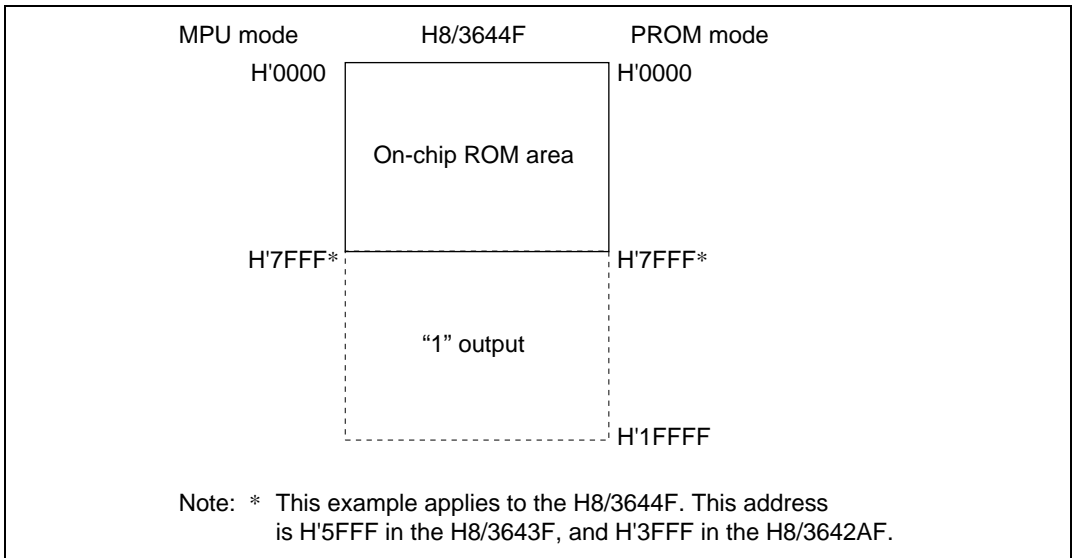 MPU mode H8/3644F PROM mode
H'0000 H'0000
On-chip ROM area
H'7FFF* H'7FFF*
“1” output
H'1FFFF
Note: * This example applies to the H8/3644F. This address
is H'5FFF in the H8/3643F, and H'3FFF in the H8/3642AF.